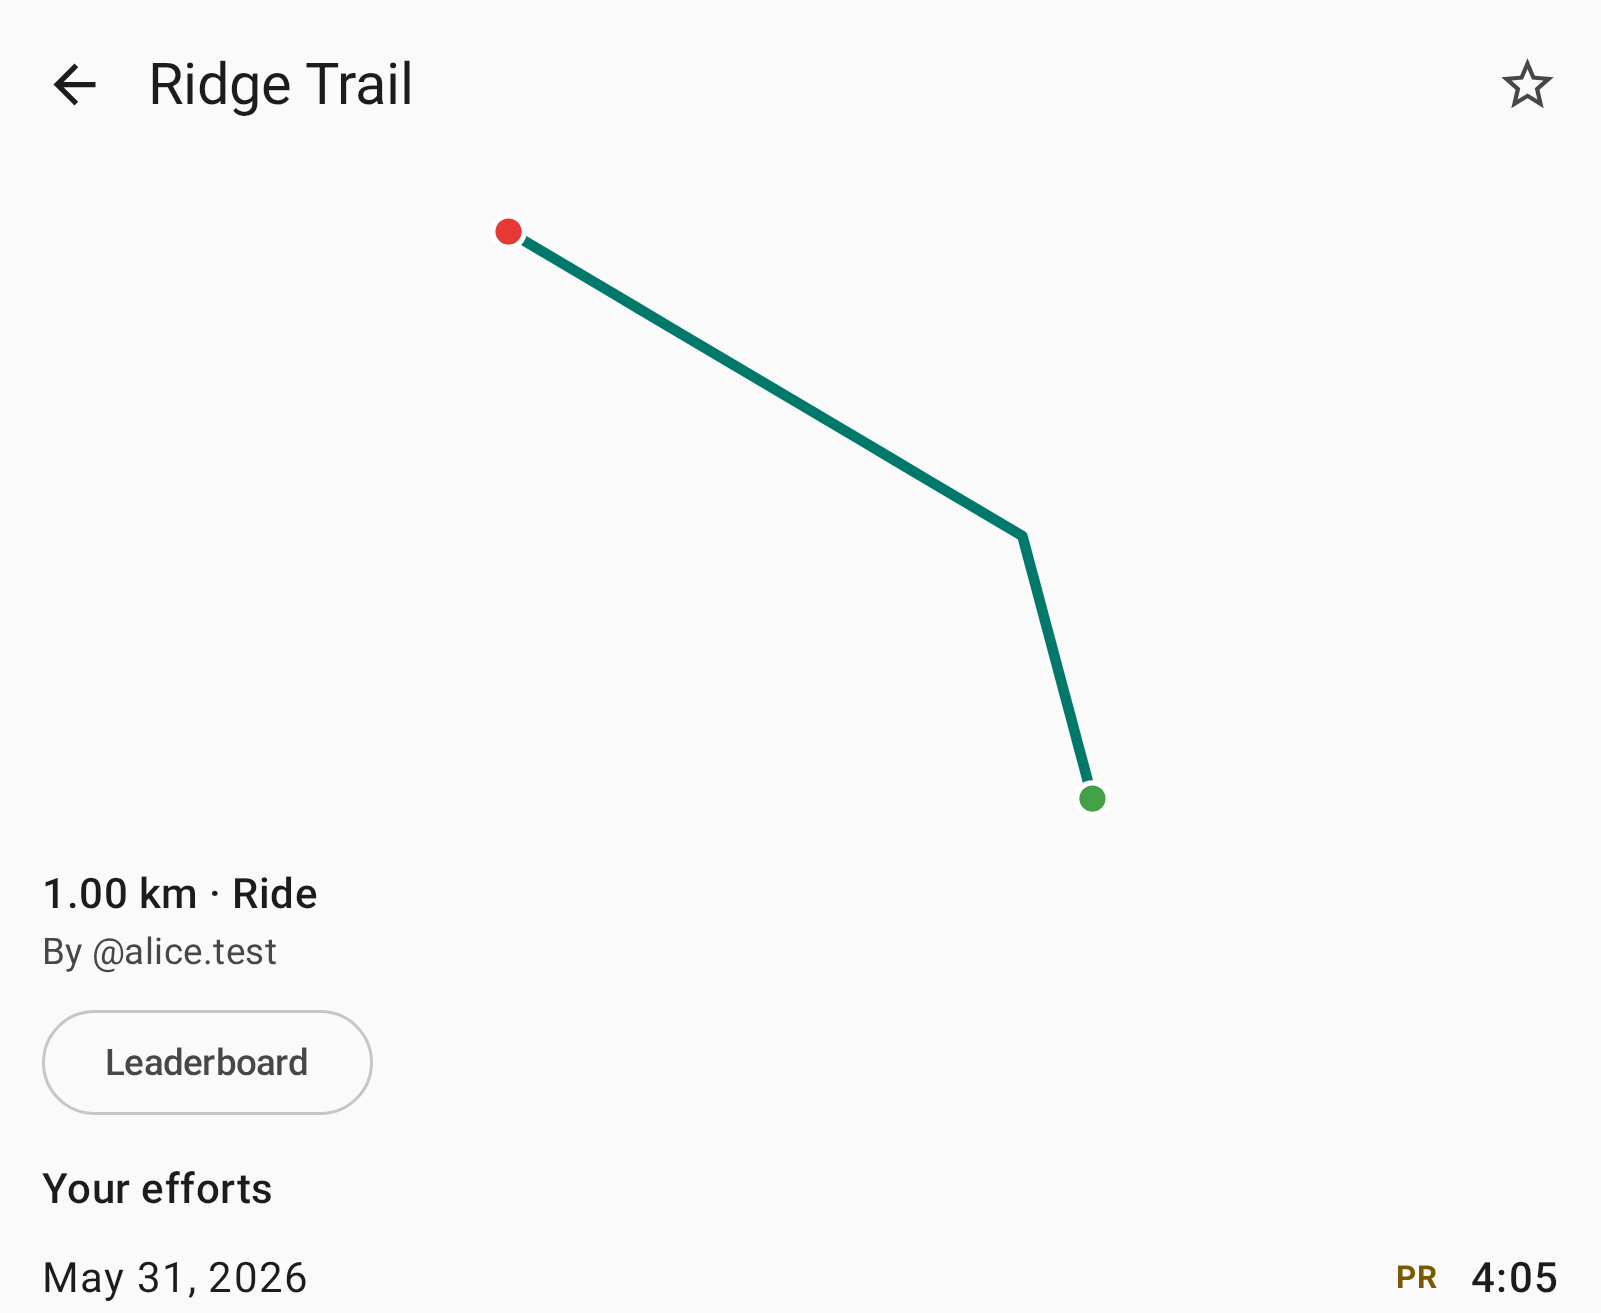 Ridge Trail
1.00 km · Ride
By @alice.test
Leaderboard
Your efforts
May 31, 2026 PR 4:05